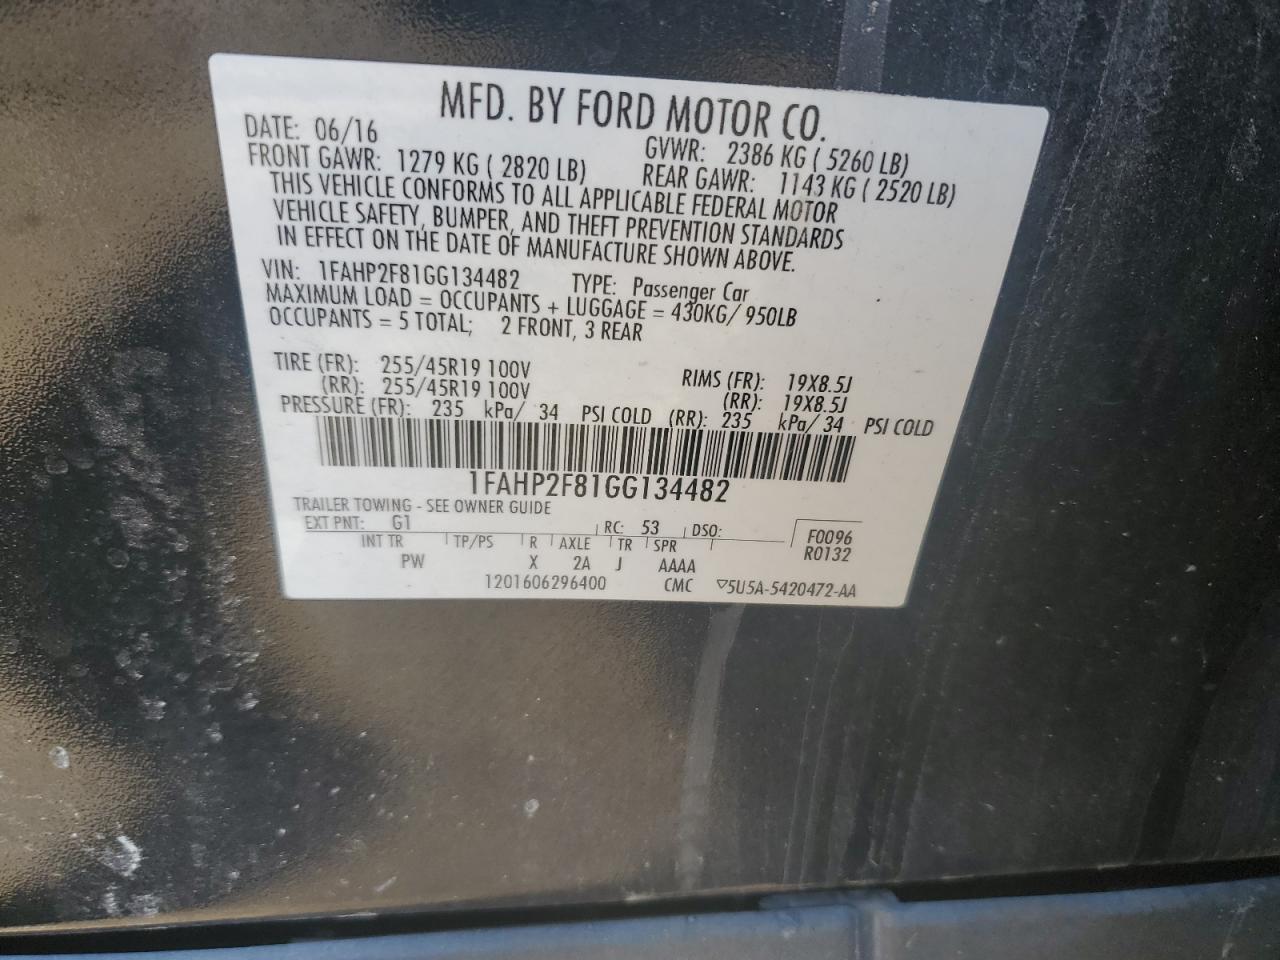 MFD. BY FORD MOTOR CO.
DATE: 06/16 GVWR: 2386 KG ( 5260 LB)
FRONT GAWR: 1279 KG ( 2820 LB) REAR GAWR: 1143 KG ( 2520 LB)
THIS VEHICLE CONFORMS TO ALL APPLICABLE FEDERAL MOTOR
VEHICLE SAFETY, BUMPER, AND THEFT PREVENTION STANDARDS
IN EFFECT ON THE DATE OF MANUFACTURE SHOWN ABOVE.
VIN: 1FAHP2F81GG134482 TYPE: Passenger Car
MAXIMUM LOAD = OCCUPANTS + LUGGAGE = 430KG/ 950LB
OCCUPANTS = 5 TOTAL; 2 FRONT, 3 REAR
TIRE (FR): 255/45R19 100V RIMS (FR): 19X8.5J
(RR): 255/45R19 100V (RR): 19X8.5J
PRESSURE (FR): 235 kPa/ 34 PSI COLD (RR): 235 kPa/ 34 PSI COLD
1FAHP2F81GG134482
TRAILER TOWING - SEE OWNER GUIDE
EXT PNT: G1 RC: 53 DSO: F0096
R0132
INT TR TP/PS R AXLE TR SPR
PW X 2A J AAAA
1201606296400 CMC ▽5U5A-5420472-AA